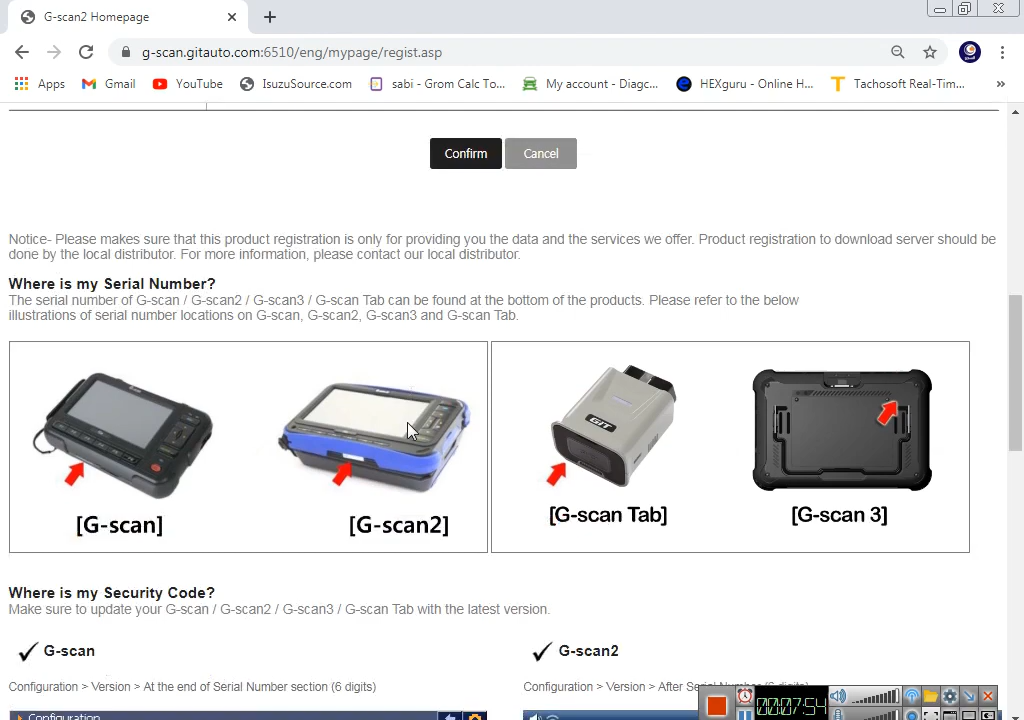 G-scan2 Homepage
g-scan.gitauto.com:6510/eng/mypage/regist.asp
Apps Gmail YouTube IsuzuSource.com sabi - Grom Calc To... My account - Diagc... HEXguru - Online H... Tachosoft Real-Tim... »
Confirm Cancel
Notice- Please makes sure that this product registration is only for providing you the data and the services we offer. Product registration to download server should be
done by the local distributor. For more information, please contact our local distributor.
Where is my Serial Number?
The serial number of G-scan / G-scan2 / G-scan3 / G-scan Tab can be found at the bottom of the products. Please refer to the below
illustrations of serial number locations on G-scan, G-scan2, G-scan3 and G-scan Tab.
GIT
[G-scan] [G-scan2] [G-scan Tab] [G-scan 3]
Where is my Security Code?
Make sure to update your G-scan / G-scan2 / G-scan3 / G-scan Tab with the latest version.
G-scan G-scan2
Configuration > Version > At the end of Serial Number section (6 digits) Configuration > Version > After Serial Number (6 digits)
Configuration
00:07:54